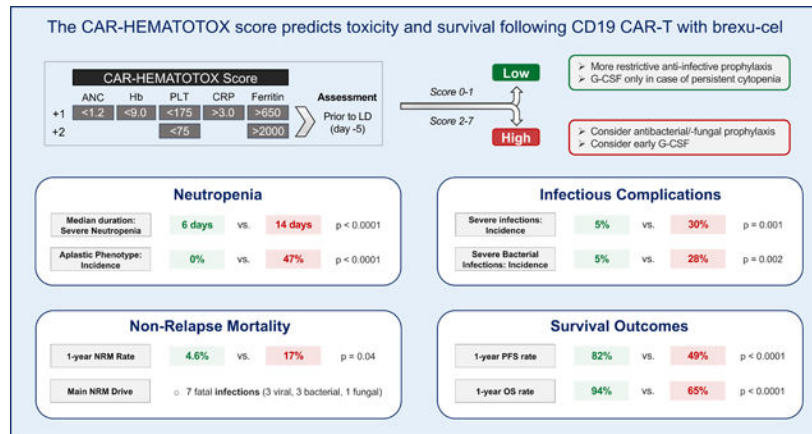 The CAR-HEMATOTOX score predicts toxicity and survival following CD19 CAR-T with brexu-cel
CAR-HEMATOTOX Score
ANC Hb PLT CRP Ferritin
+1 <1.2 <9.0 <175 >3.0 >650
+2 <75 >2000
Assessment
Prior to LD
(day -5)
Score 0-1
Score 2-7
Low
High
➢ More restrictive anti-infective prophylaxis
➢ G-CSF only in case of persistent cytopenia
➢ Consider antibacterial/-fungal prophylaxis
➢ Consider early G-CSF
Neutropenia
Median duration:
Severe Neutropenia
6 days vs. 14 days p < 0.0001
Aplastic Phenotype:
Incidence
0% vs. 47% p < 0.0001
Infectious Complications
Severe infections:
Incidence
5% vs. 30% p = 0.001
Severe Bacterial
Infections: Incidence
5% vs. 28% p = 0.002
Non-Relapse Mortality
1-year NRM Rate 4.6% vs. 17% p = 0.04
Main NRM Drive o 7 fatal infections (3 viral, 3 bacterial, 1 fungal)
Survival Outcomes
1-year PFS rate 82% vs. 49% p < 0.0001
1-year OS rate 94% vs. 65% p < 0.0001